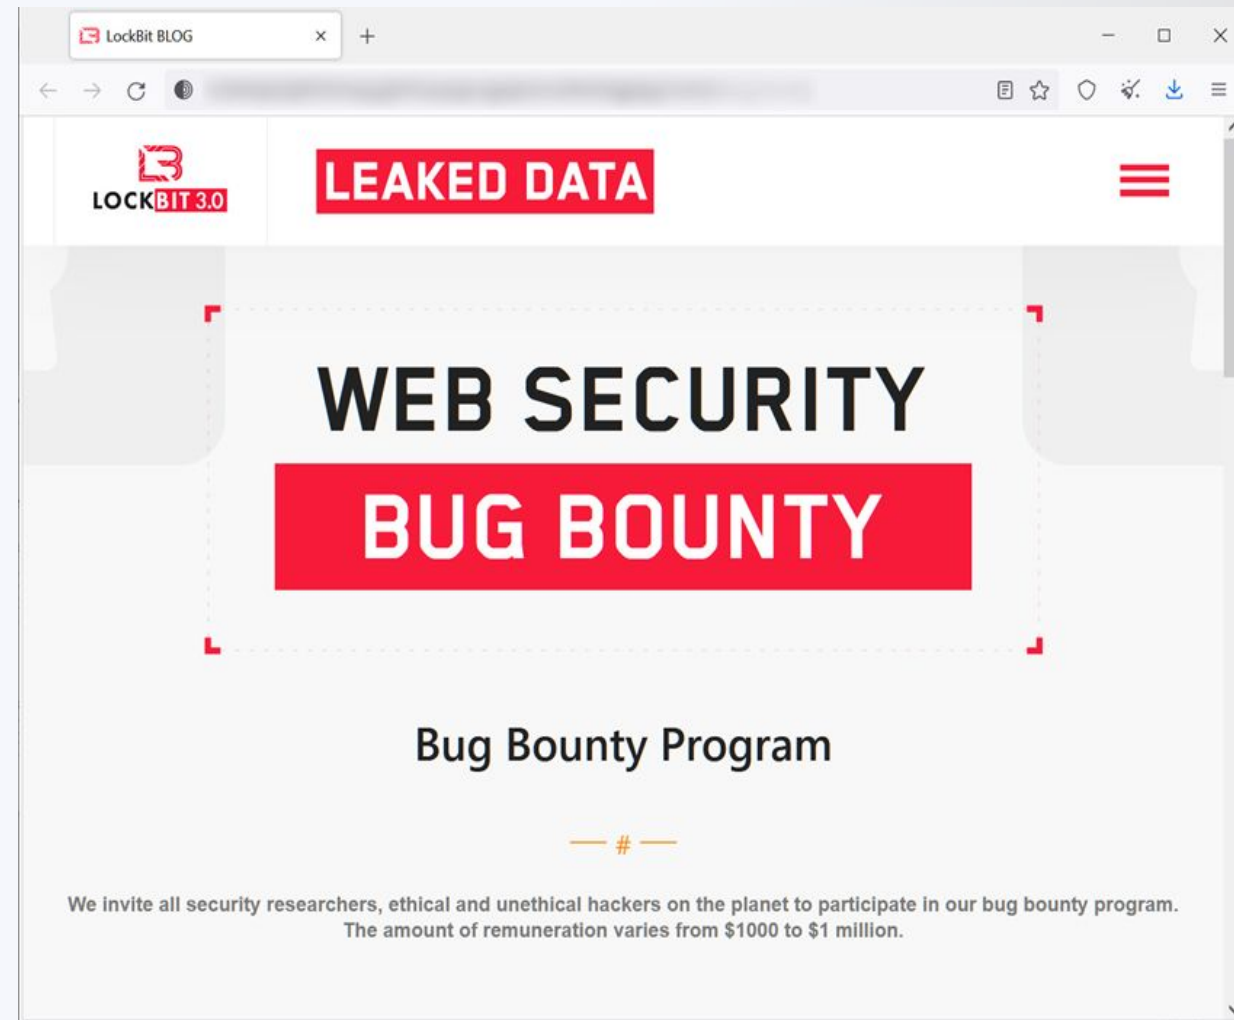 LockBit BLOG
LOCKBIT 3.0
LEAKED DATA
WEB SECURITY
BUG BOUNTY
Bug Bounty Program
#
We invite all security researchers, ethical and unethical hackers on the planet to participate in our bug bounty program.
The amount of remuneration varies from $1000 to $1 million.